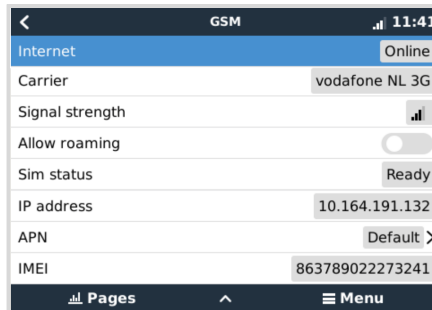 GSM 11:41
Internet Online
Carrier vodafone NL 3G
Signal strength
Allow roaming
Sim status Ready
IP address 10.164.191.132
APN Default
IMEI 863789022273241
Pages Menu